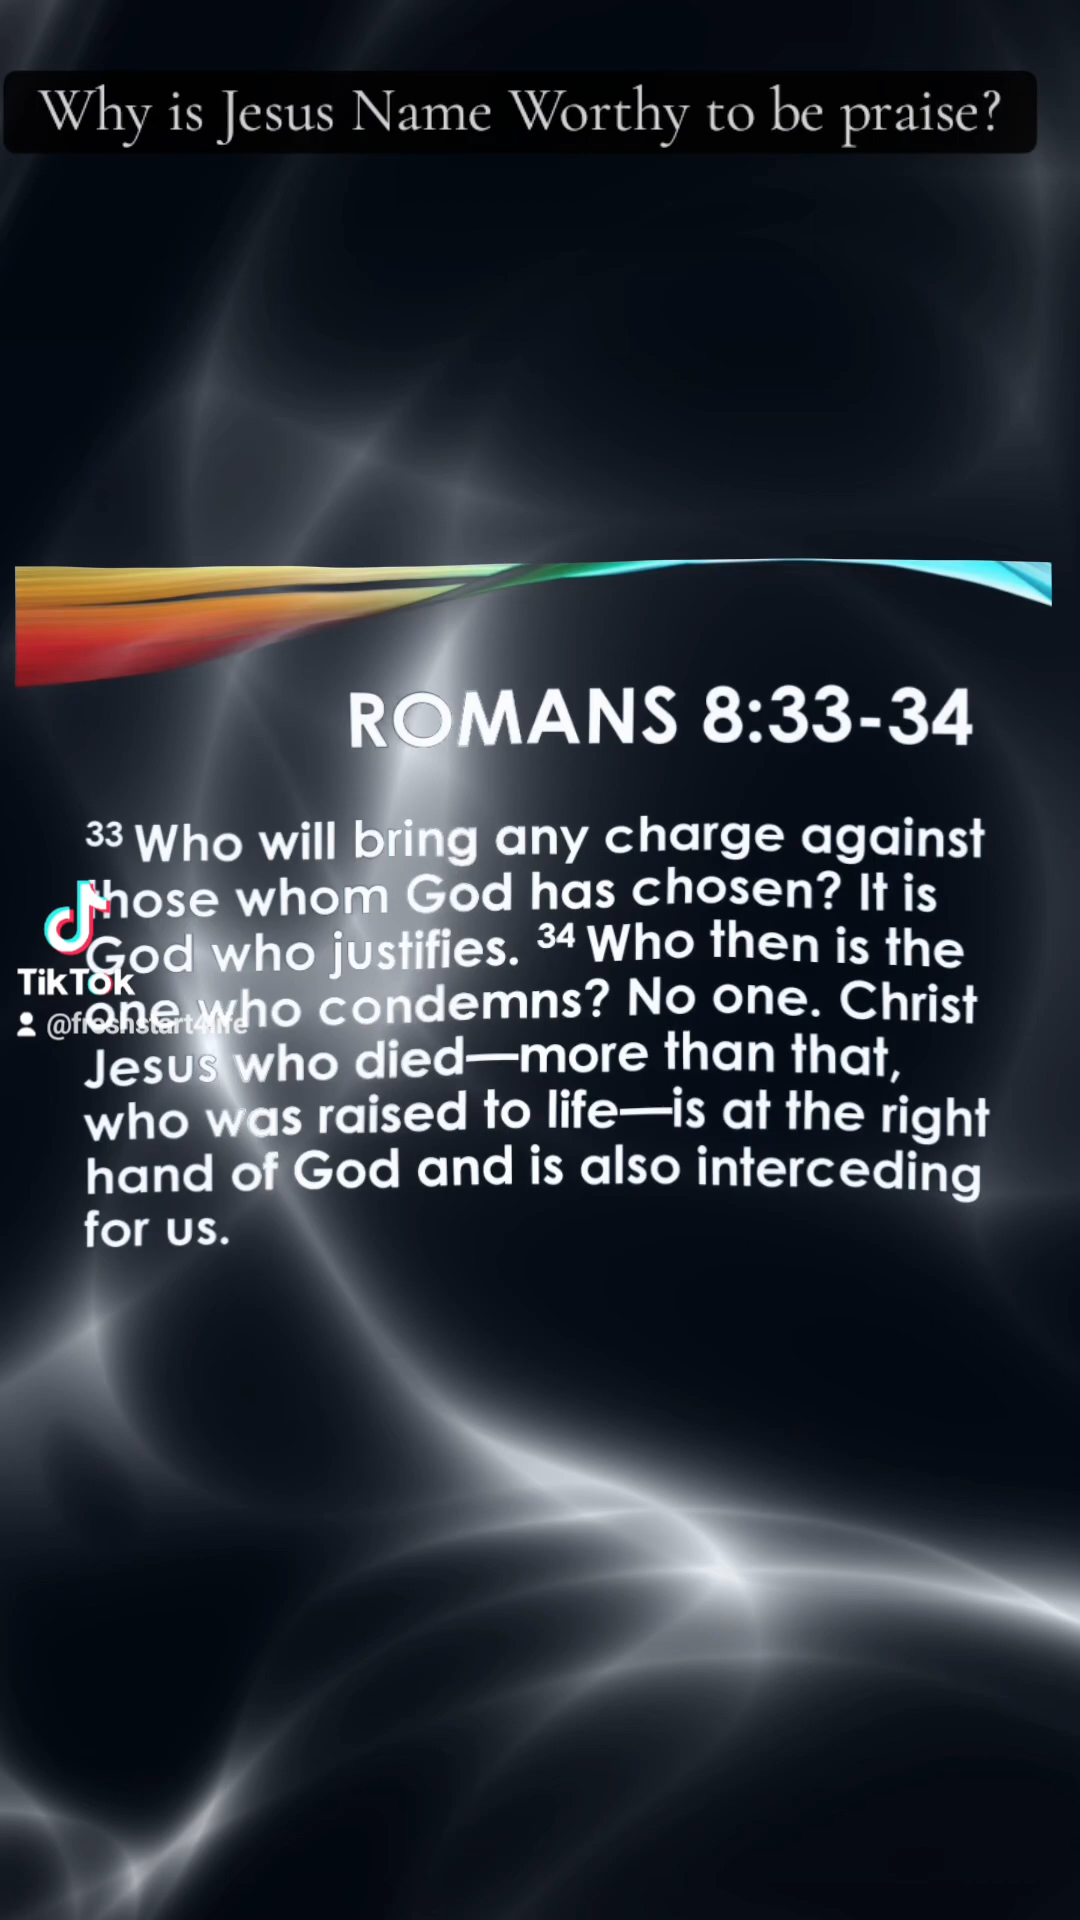 Why is Jesus Name Worthy to be praise?
ROMANS 8:33-34
33 Who will bring any charge against
those whom God has chosen? It is
God who justifies. 34 Who then is the
one who condemns? No one. Christ
Jesus who died—more than that,
who was raised to life—is at the right
hand of God and is also interceding
for us.
TikTok
@freshstart4life